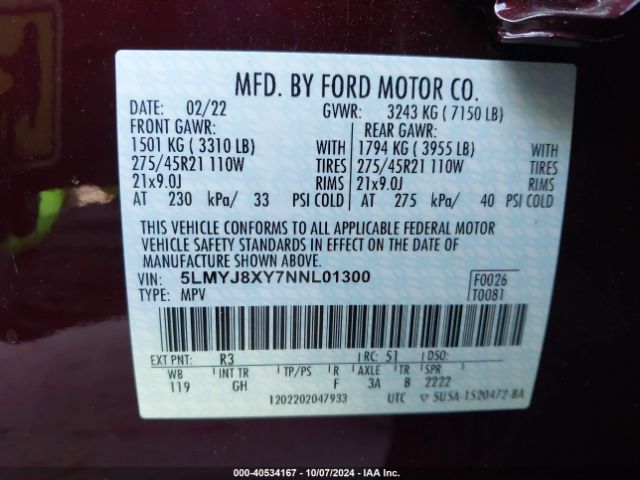 MFD. BY FORD MOTOR CO.
DATE: 02/22 GVWR: 3243 KG ( 7150 LB)
FRONT GAWR: REAR GAWR:
1501 KG ( 3310 LB) WITH 1794 KG ( 3955 LB) WITH
275/45R21 110W TIRES 275/45R21 110W TIRES
21x9.0J RIMS 21x9.0J RIMS
AT 230 kPa/ 33 PSI COLD AT 275 kPa/ 40 PSI COLD
THIS VEHICLE CONFORMS TO ALL APPLICABLE FEDERAL MOTOR
VEHICLE SAFETY STANDARDS IN EFFECT ON THE DATE OF
MANUFACTURE SHOWN ABOVE.
VIN: 5LMYJ8XY7NNL01300 F0026
TYPE: MPV T0081
EXT PNT: R3 RC: 51 DSO:
WB INT TR TP/PS R AXLE TR SPR
119 GH F 3A B 2222
1202202047933 UTC ▽ 5U5A-1520472-BA
<<< 40534167 - 10/07/2024 - IAA Inc. >>>